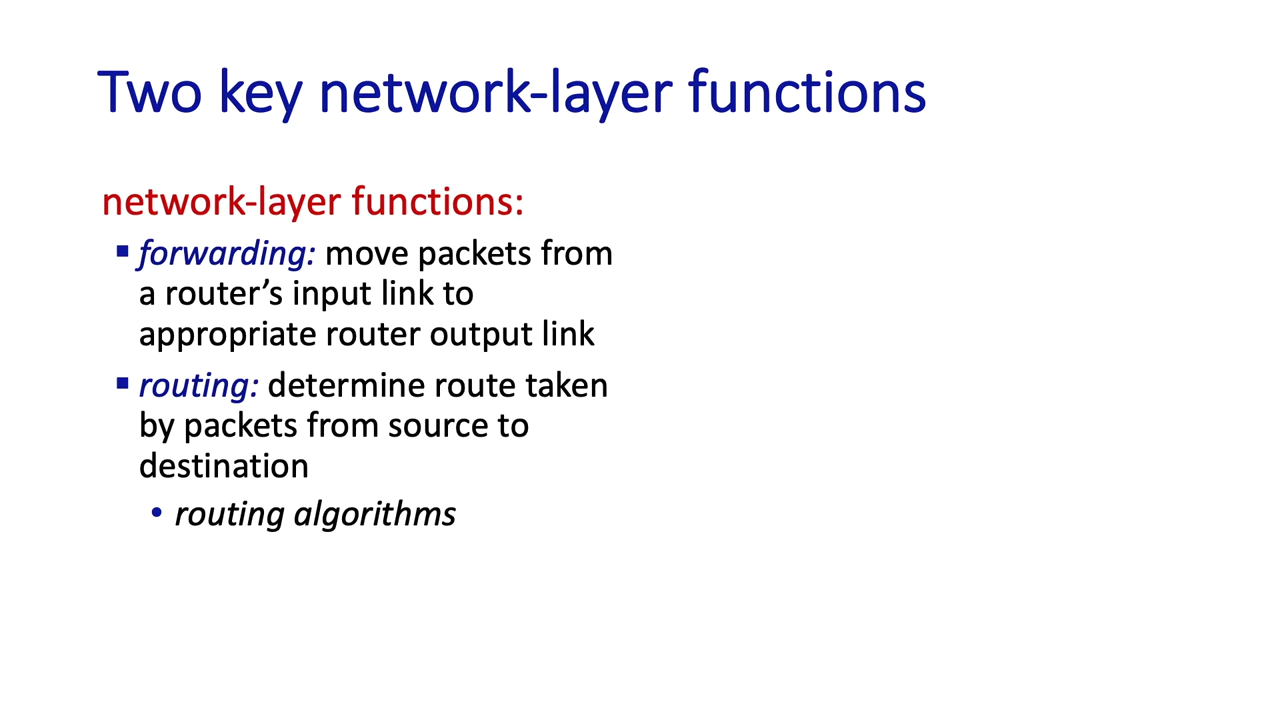 Two key network-layer functions
network-layer functions:
▪ forwarding: move packets from
a router’s input link to
appropriate router output link
▪ routing: determine route taken
by packets from source to
destination
• routing algorithms